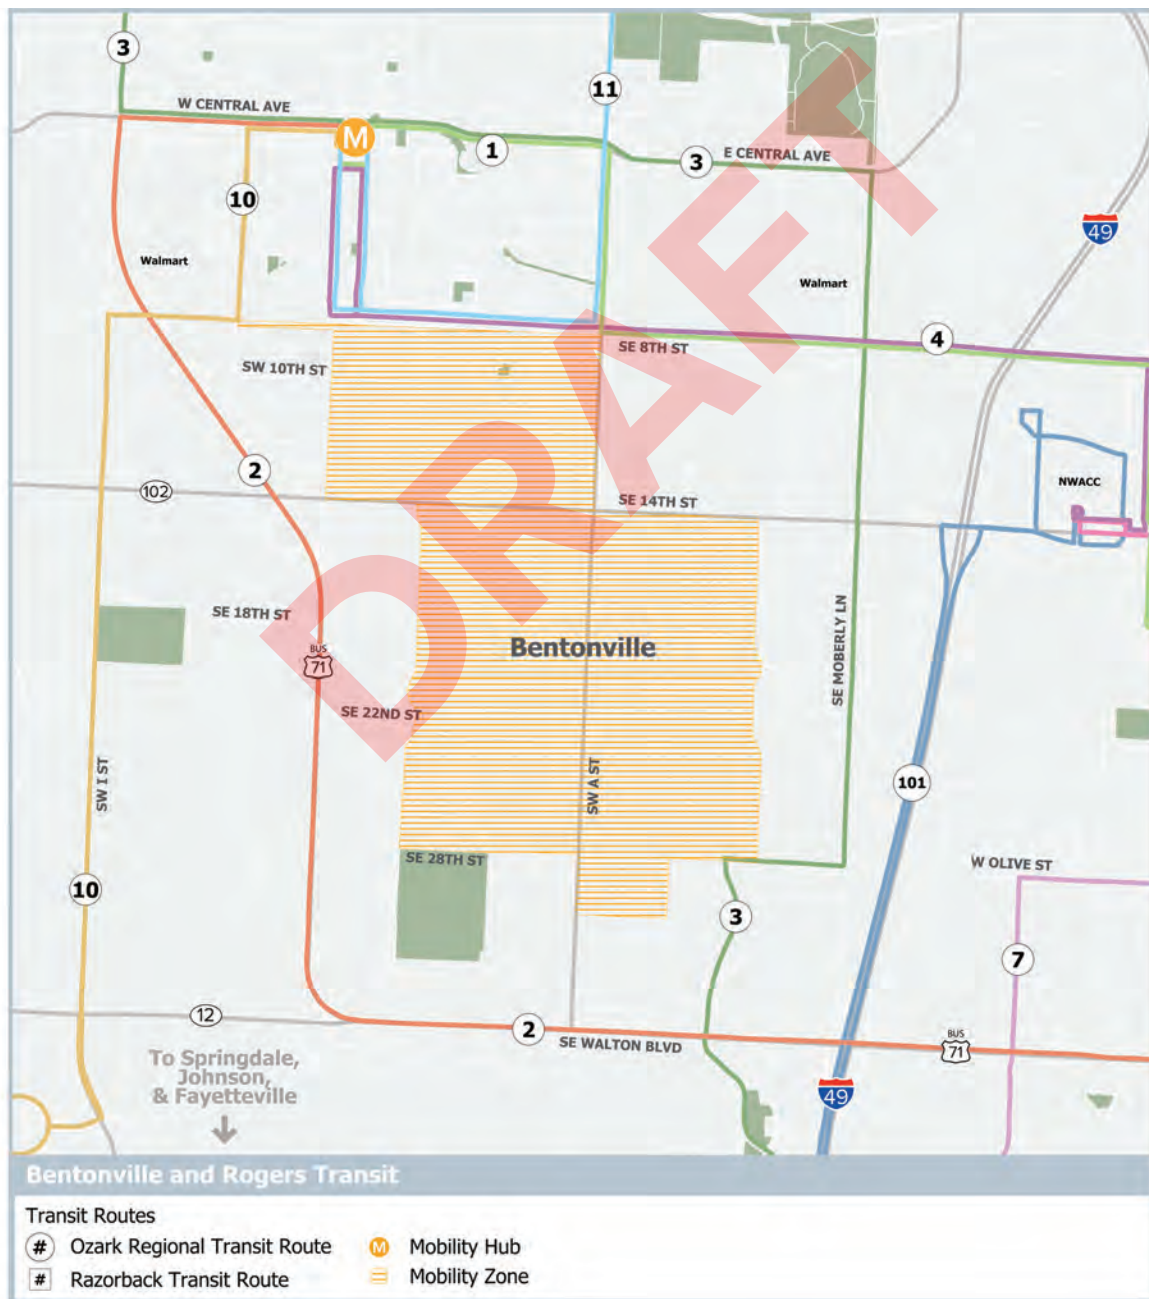 3
11
W CENTRAL AVE
M
1
3
E CENTRAL AVE
10
49
Walmart
Walmart
4
SE 8TH ST
SW 10TH ST
2
102
SE 14TH ST
NWACC
SE 18TH ST
SE MOBERLY LN
Bentonville
BUS
71
SE 22ND ST
SW I ST
SW A ST
101
SE 28TH ST
W OLIVE ST
10
3
7
12
2
SE WALTON BLVD
BUS
71
To Springdale,
Johnson,
& Fayetteville
49
DRAFT
Bentonville and Rogers Transit
Transit Routes
# Ozark Regional Transit Route
M Mobility Hub
# Razorback Transit Route
Mobility Zone